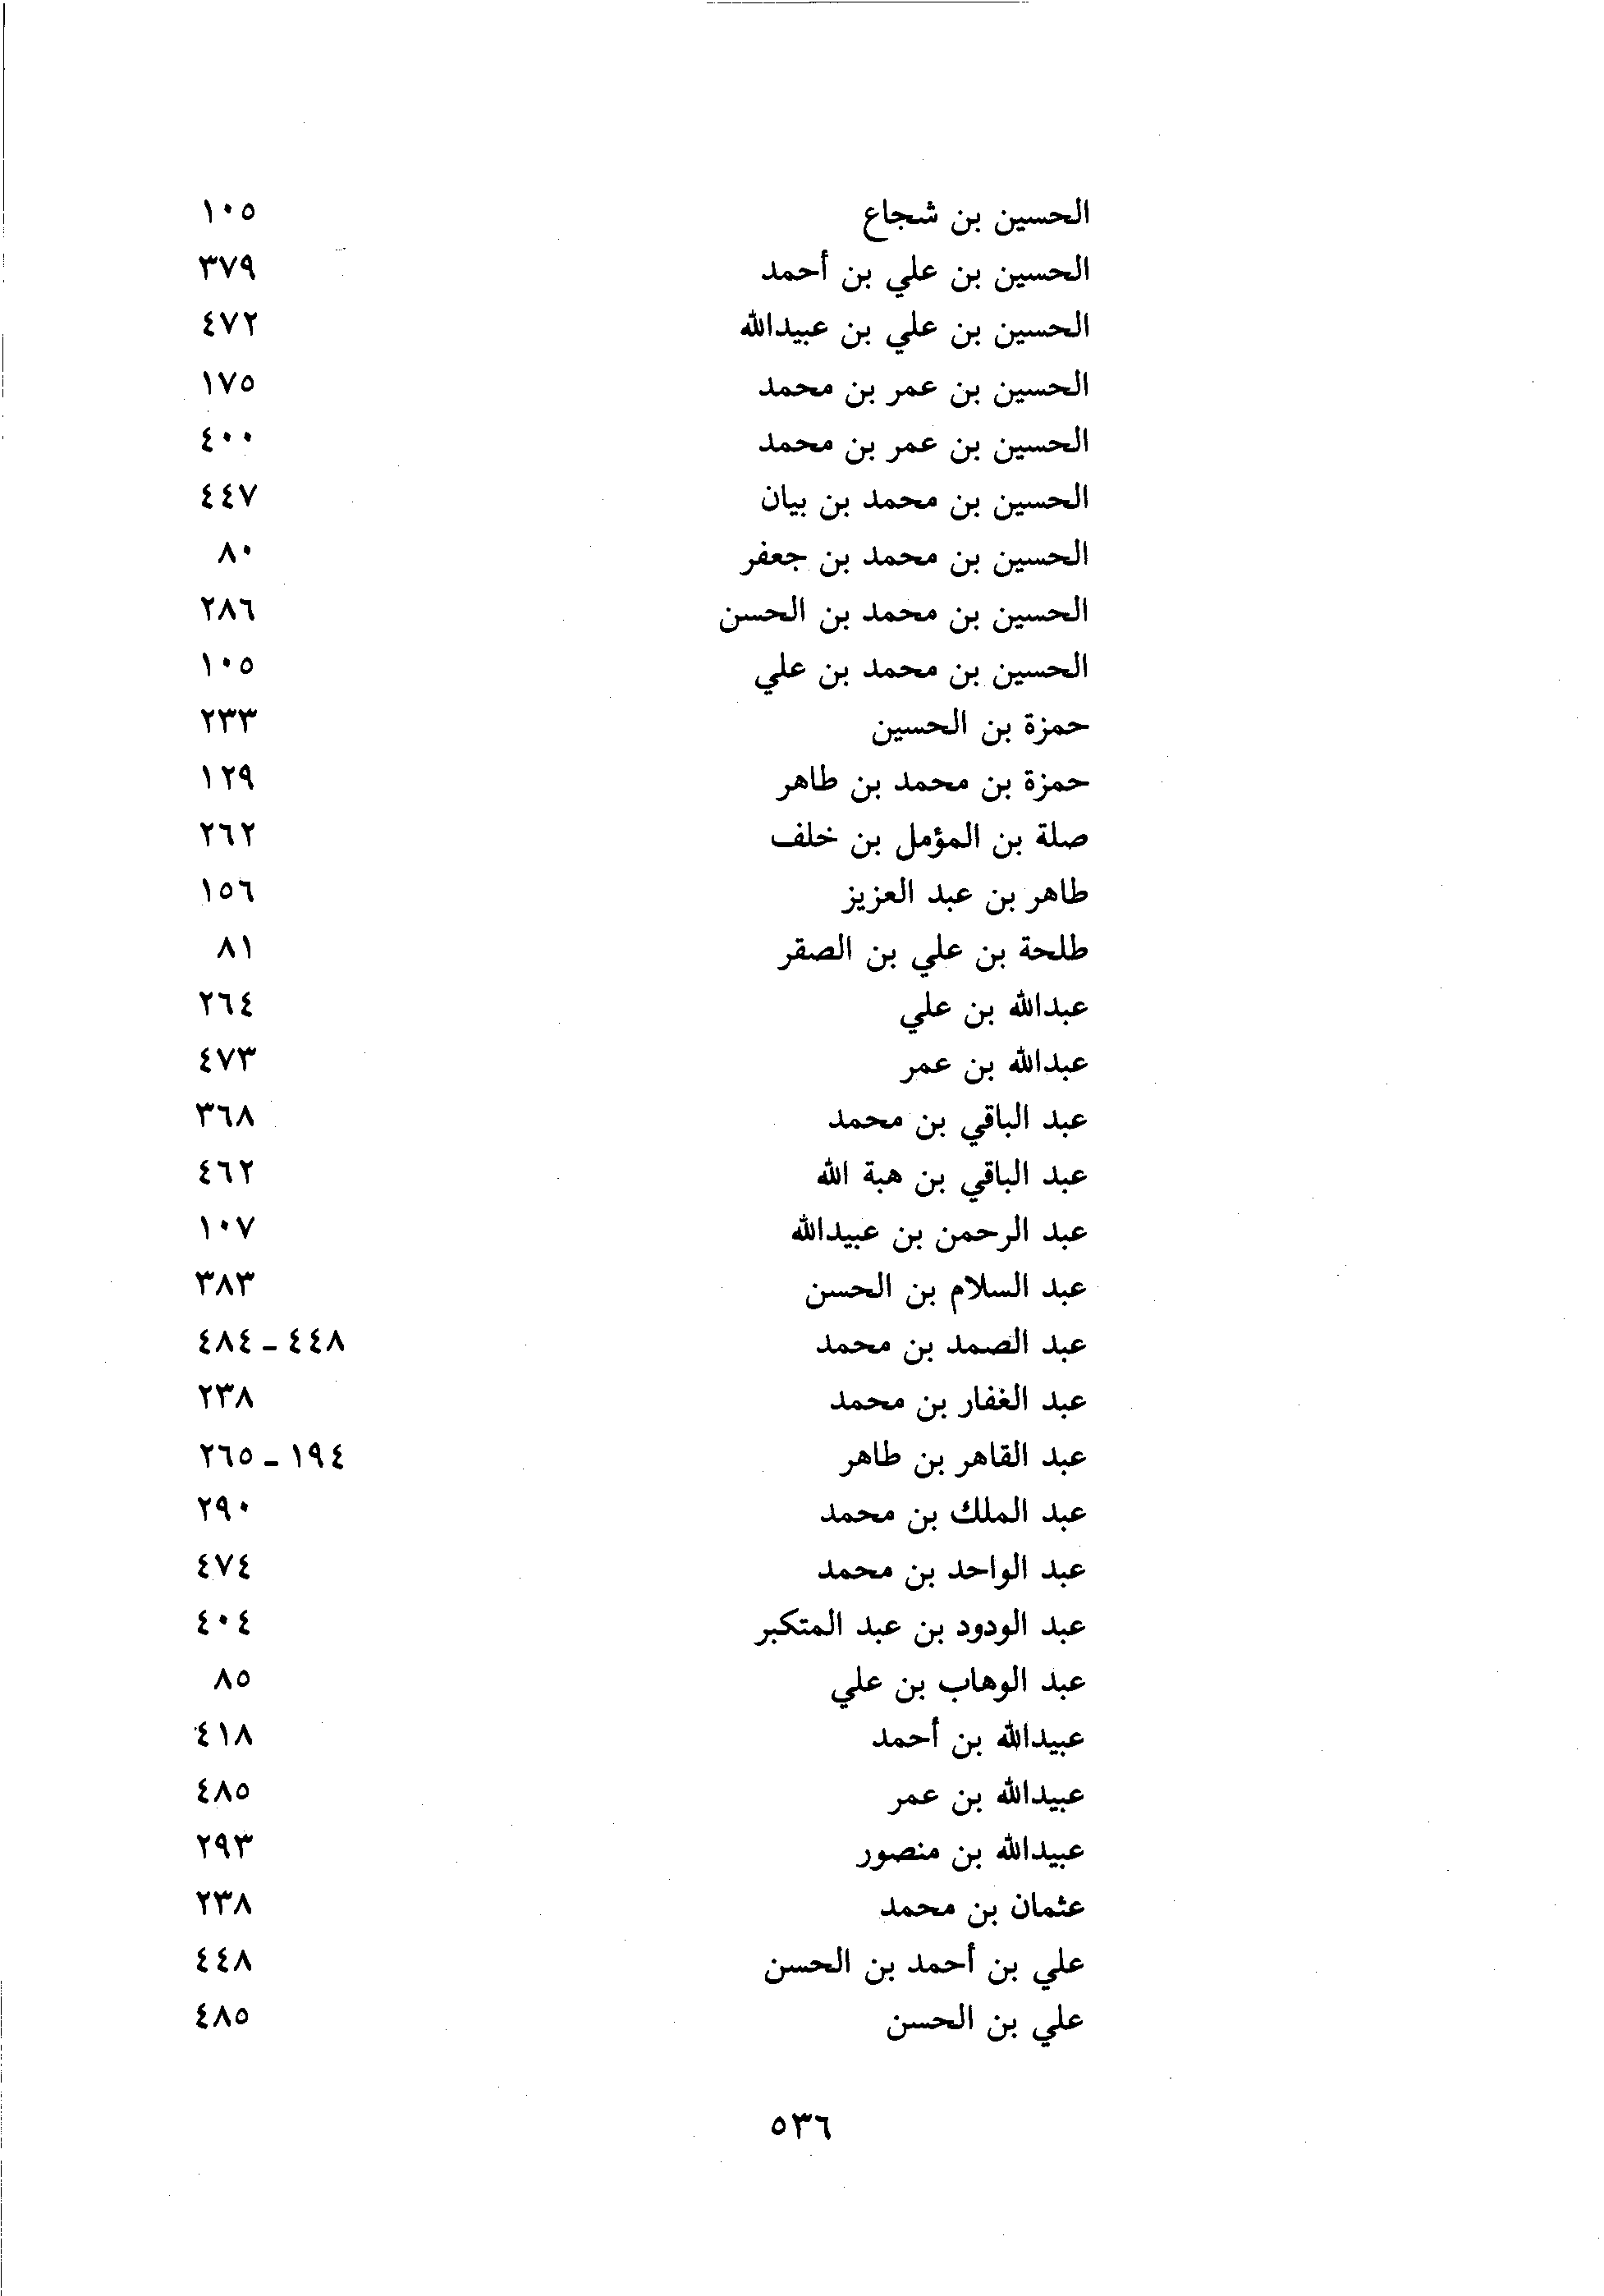 الحسين بن شجاع ١٠٥
الحسين بن علي بن أحمد ٣٧٩
الحسين بن علي بن عبيدالله ٤٧٢
الحسين بن عمر بن محمد ١٧٥
الحسين بن عمر بن محمد ٤٠٠
الحسين بن محمد بن بيان ٤٤٧
الحسين بن محمد بن جعفر ٨٠
الحسين بن محمد بن الحسن ٢٨٦
الحسين بن محمد بن علي ١٠٥
حمزة بن الحسين ٢٣٣
حمزة بن محمد بن طاهر ١٢٩
صلة بن المؤمل بن خلف ٢٦٢
طاهر بن عبد العزيز ١٥٦
طلحة بن علي بن الصقر ٨١
عبدالله بن علي ٢٦٤
عبدالله بن عمر ٤٧٣
عبد الباقي بن محمد ٣٦٨
عبد الباقي بن هبة الله ٤٦٢
عبد الرحمن بن عبيدالله ١٠٧
عبد السلام بن الحسن ٣٨٣
عبد الصمد بن محمد ٤٤٨ - ٤٨٤
عبد الغفار بن محمد ٢٣٨
عبد القاهر بن طاهر ١٩٤ - ٢٦٥
عبد الملك بن محمد ٢٩٠
عبد الواحد بن محمد ٤٧٤
عبد الودود بن عبد المتكبر ٤٠٤
عبد الوهاب بن علي ٨٥
عبيدالله بن أحمد ٤١٨
عبيدالله بن عمر ٤٨٥
عبيدالله بن منصور ٢٩٣
عثمان بن محمد ٢٣٨
علي بن أحمد بن الحسن ٤٤٨
علي بن الحسن ٤٨٥
٥٣٦